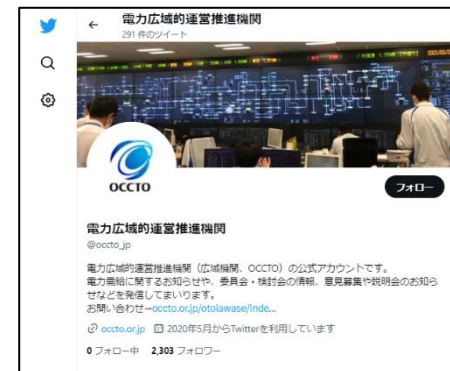 電力広域的運営推進機関
291 件のツイート
OCCTO
フォロー
電力広域的運営推進機関
@occto_jp
電力広域的運営推進機関（広域機関、OCCTO）の公式アカウントです。
電力需給に関するお知らせや、委員会・検討会の情報、意見募集や説明会のお知ら
せなどを発信してまいります。
お問い合わせ→occto.or.jp/otoiawase/inde...
occto.or.jp 2020年5月からTwitterを利用しています
0 フォロー中 2,303 フォロワー